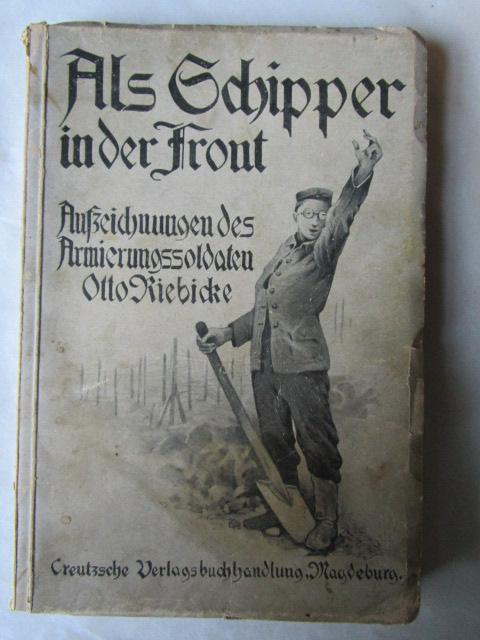 Als Schipper
in der Front
Aufzeichnungen des
Armierungssoldaten
Otto Riebicke
Creutzsche Verlagsbuchhandlung, Magdeburg.